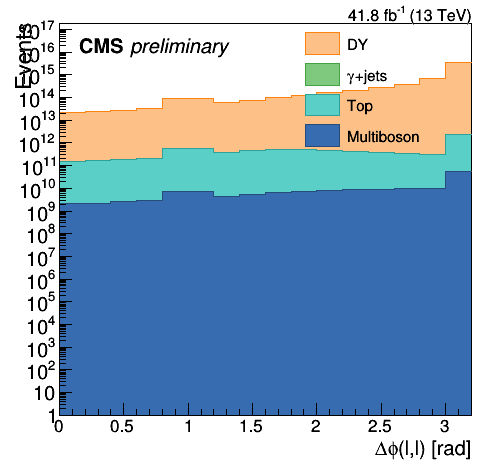 41.8 fb⁻¹ (13 TeV)
Events
CMS preliminary
DY
γ+jets
Top
Multiboson
10¹⁷
10¹⁶
10¹⁵
10¹⁴
10¹³
10¹²
10¹¹
10¹⁰
10⁹
10⁸
10⁷
10⁶
10⁵
10⁴
10³
10²
10
1
0 0.5 1 1.5 2 2.5 3
Δϕ(l,l) [rad]